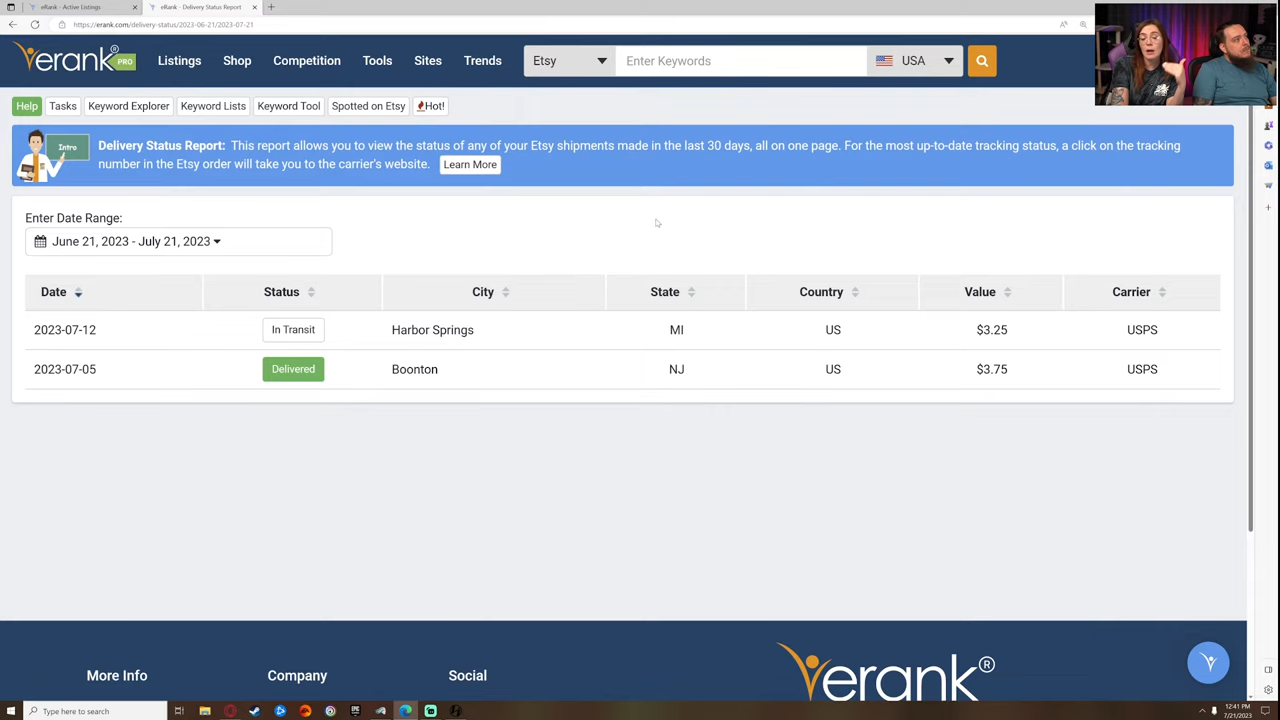 eRank - Active Listings
eRank - Delivery Status Report
https://erank.com/delivery-status/2023-06-21/2023-07-21
erank® PRO
Listings
Shop
Competition
Tools
Sites
Trends
Etsy
Enter Keywords
USA
Help
Tasks
Keyword Explorer
Keyword Lists
Keyword Tool
Spotted on Etsy
Hot!
Intro
Delivery Status Report: This report allows you to view the status of any of your Etsy shipments made in the last 30 days, all on one page. For the most up-to-date tracking status, a click on the tracking
number in the Etsy order will take you to the carrier's website. Learn More
Enter Date Range:
June 21, 2023 - July 21, 2023
Date Status City State Country Value Carrier
2023-07-12 In Transit Harbor Springs MI US $3.25 USPS
2023-07-05 Delivered Boonton NJ US $3.75 USPS
More Info
Company
Social
erank®
Type here to search
12:41 PM
7/21/2023